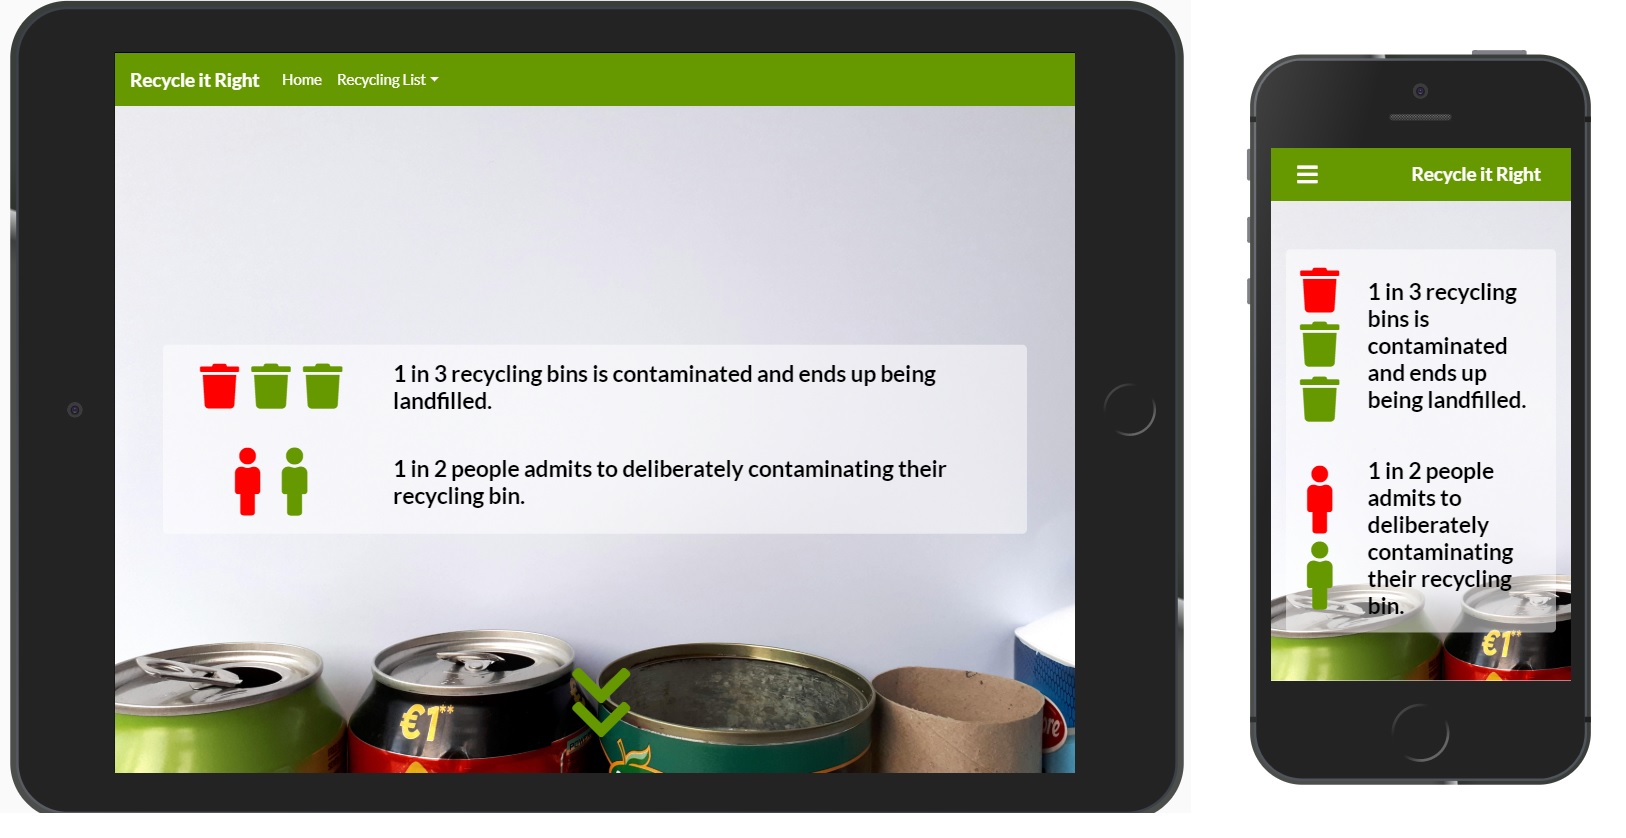 Recycle it Right Home Recycling List
1 in 3 recycling bins is contaminated and ends up being
landfilled.
1 in 2 people admits to deliberately contaminating their
recycling bin.
€1**
Recycle it Right
1 in 3 recycling
bins is
contaminated
and ends up
being landfilled.
1 in 2 people
admits to
deliberately
contaminating
their recycling
bin.
€1**